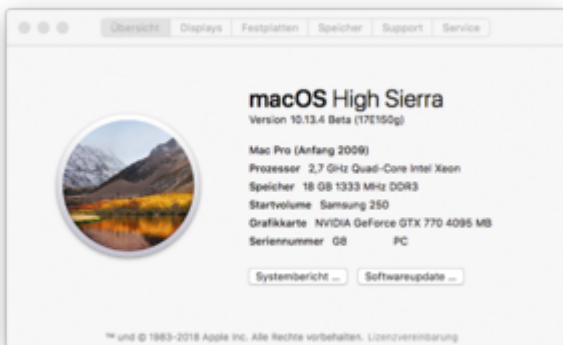 Übersicht Displays Festplatten Speicher Support Service
macOS High Sierra
Version 10.13.4 Beta (17E150g)
Mac Pro (Anfang 2009)
Prozessor 2,7 GHz Quad-Core Intel Xeon
Speicher 18 GB 1333 MHz DDR3
Startvolume Samsung 250
Grafikkarte NVIDIA GeForce GTX 770 4095 MB
Seriennummer G8 PC
Systembericht ... Softwareupdate ...
™ und © 1983-2018 Apple Inc. Alle Rechte vorbehalten. Lizenzvereinbarung